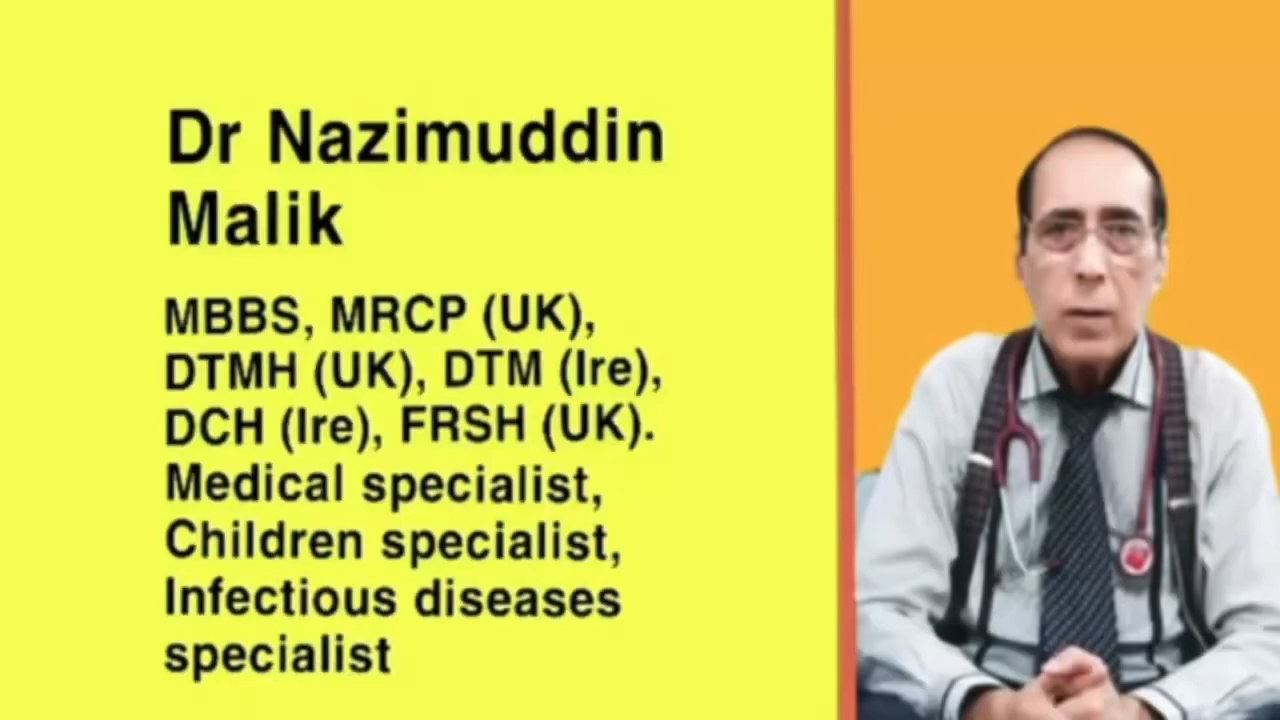 Dr Nazimuddin
Malik
MBBS, MRCP (UK),
DTMH (UK), DTM (Ire),
DCH (Ire), FRSH (UK).
Medical specialist,
Children specialist,
Infectious diseases
specialist